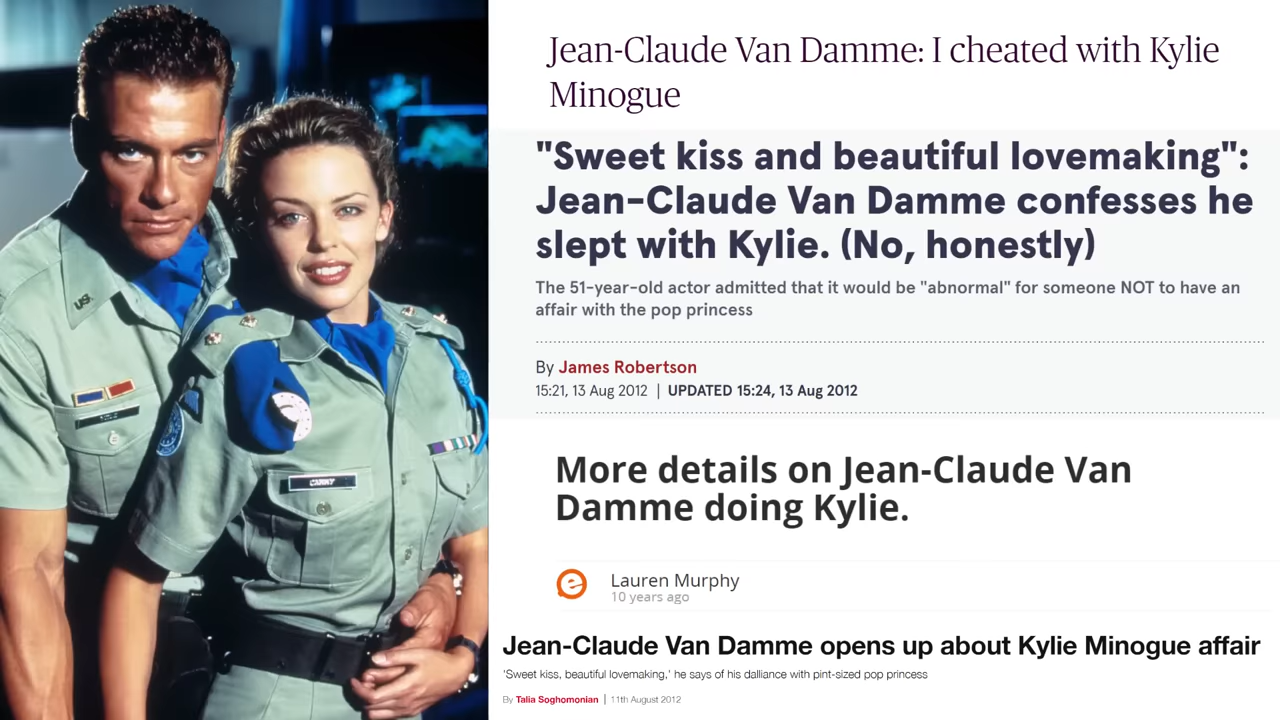 Jean-Claude Van Damme: I cheated with Kylie
Minogue
"Sweet kiss and beautiful lovemaking":
Jean-Claude Van Damme confesses he
slept with Kylie. (No, honestly)
The 51-year-old actor admitted that it would be "abnormal" for someone NOT to have an
affair with the pop princess
By James Robertson
15:21, 13 Aug 2012 | UPDATED 15:24, 13 Aug 2012
More details on Jean-Claude Van
Damme doing Kylie.
e
Lauren Murphy
10 years ago
Jean-Claude Van Damme opens up about Kylie Minogue affair
'Sweet kiss, beautiful lovemaking,' he says of his dalliance with pint-sized pop princess
By Talia Soghomonian | 11th August 2012
US
CAMMY